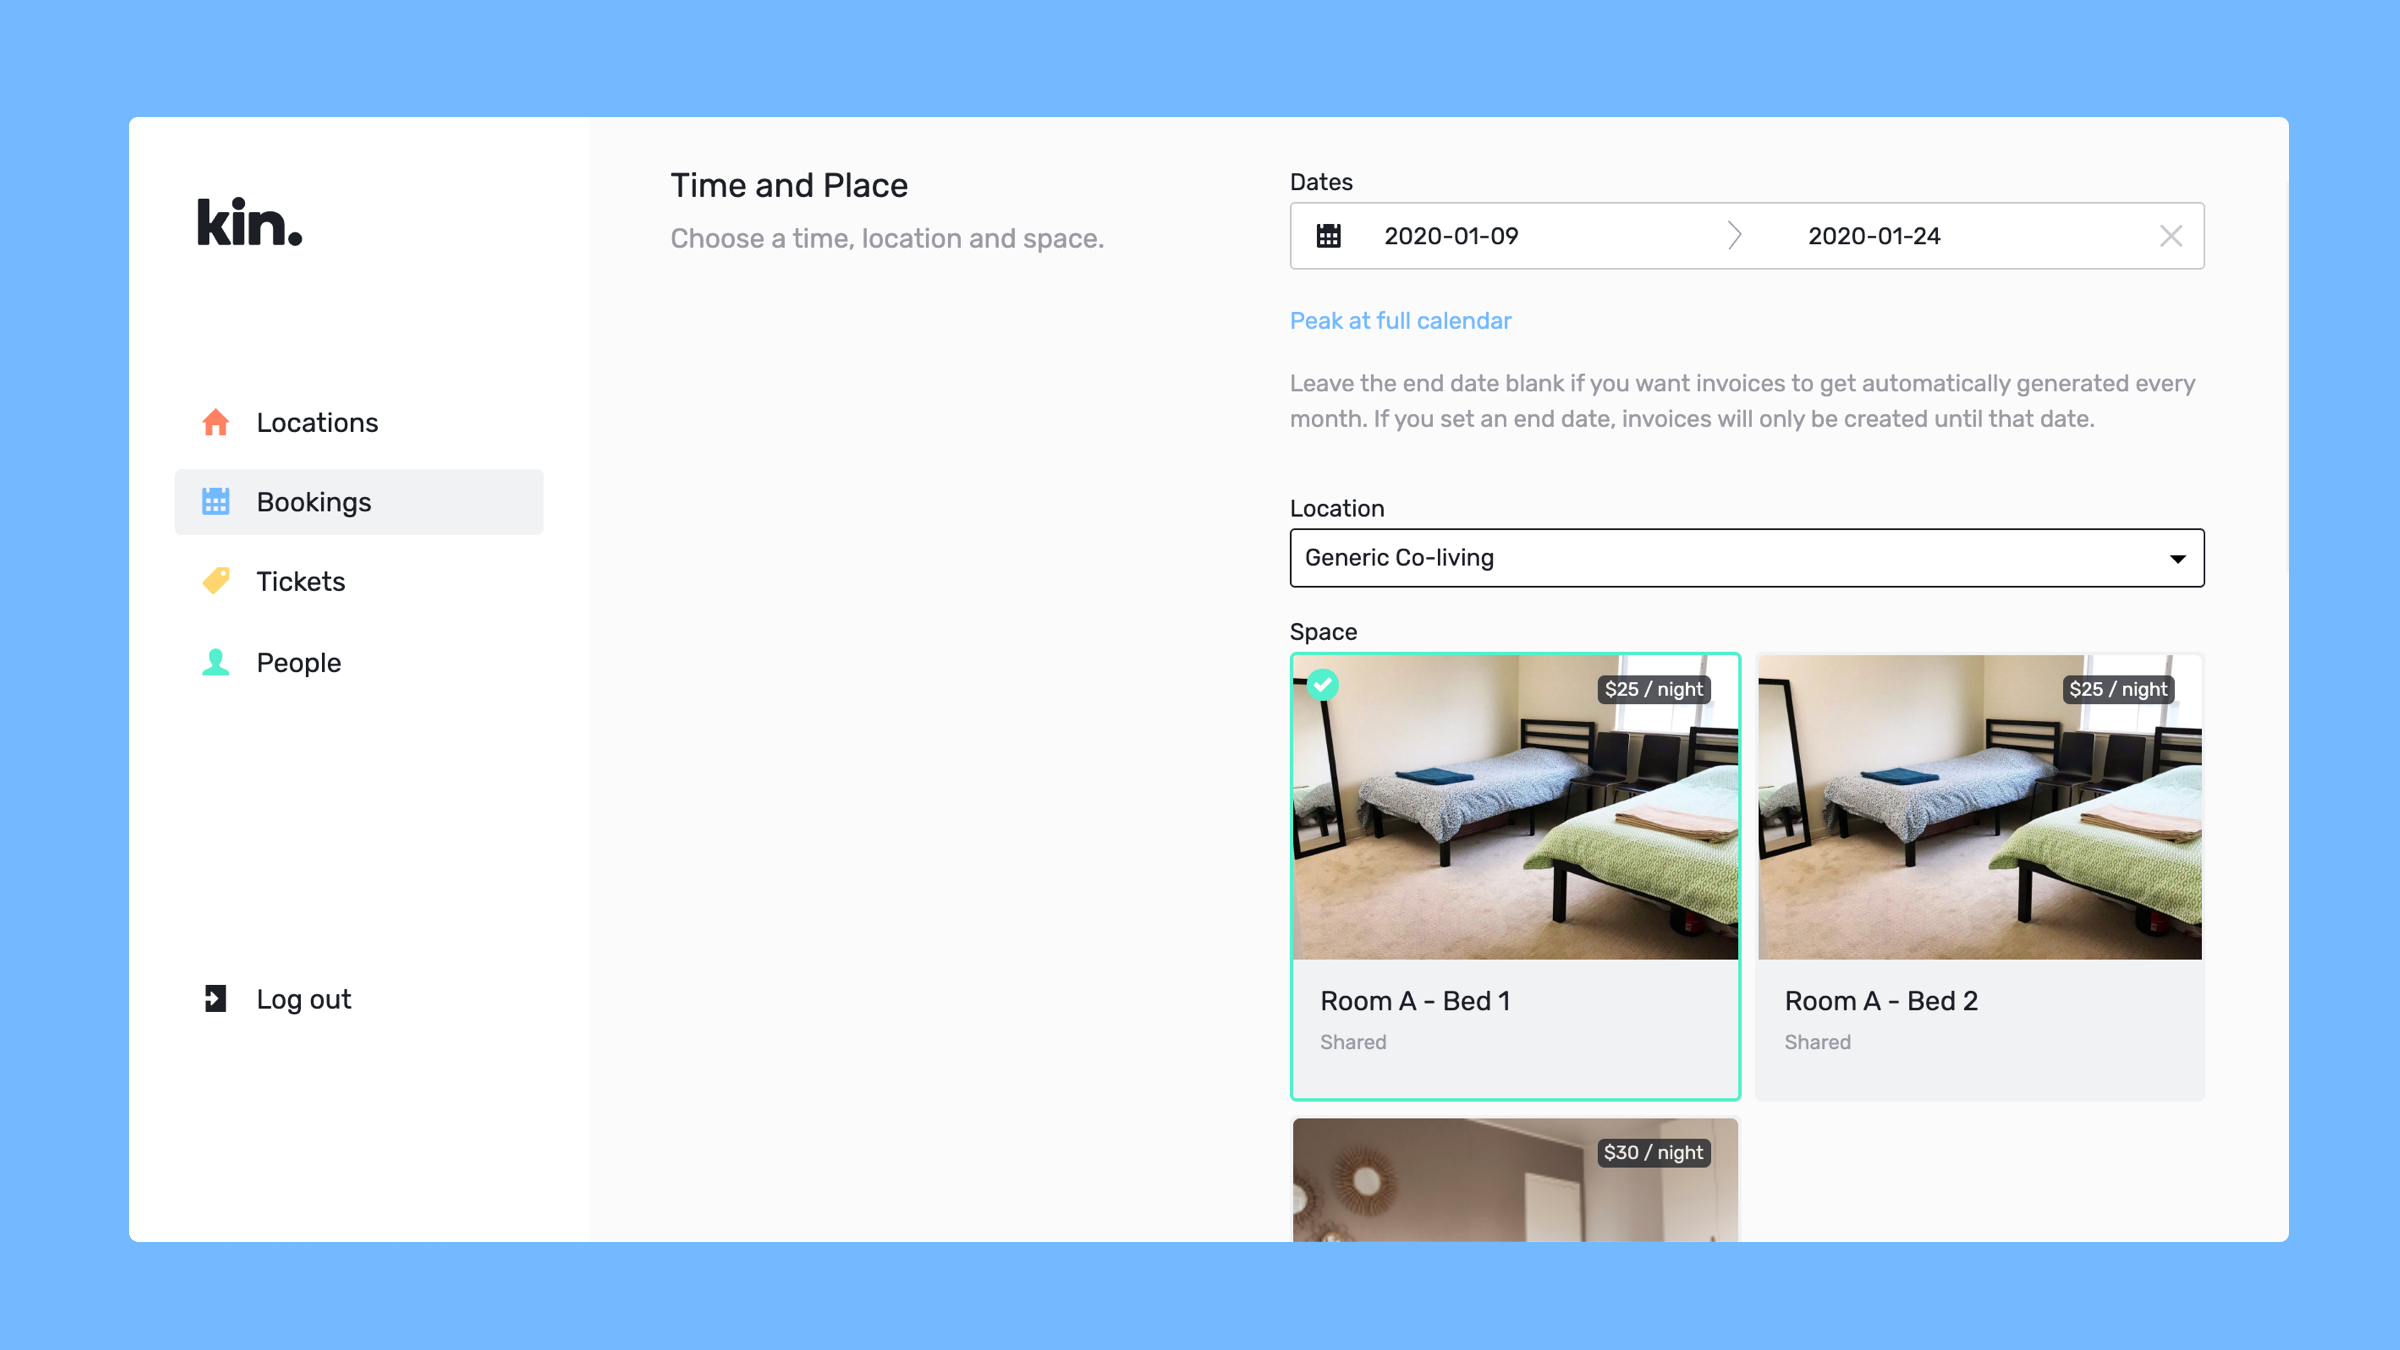 kin.
Locations
Bookings
Tickets
People
Log out
Time and Place
Choose a time, location and space.
Dates
2020-01-09
2020-01-24
Peak at full calendar
Leave the end date blank if you want invoices to get automatically generated every
month. If you set an end date, invoices will only be created until that date.
Location
Generic Co-living
Space
$25 / night
Room A - Bed 1
Shared
$25 / night
Room A - Bed 2
Shared
$30 / night